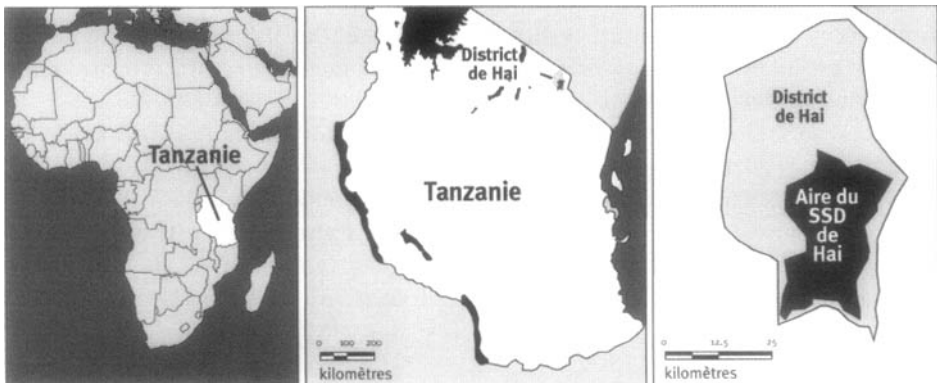 Tanzanie
District
de Hai
Tanzanie
0 100 200
kilomètres
District
de Hai
Aire du
SSD
de
Hai
0 12.5 25
kilomètres